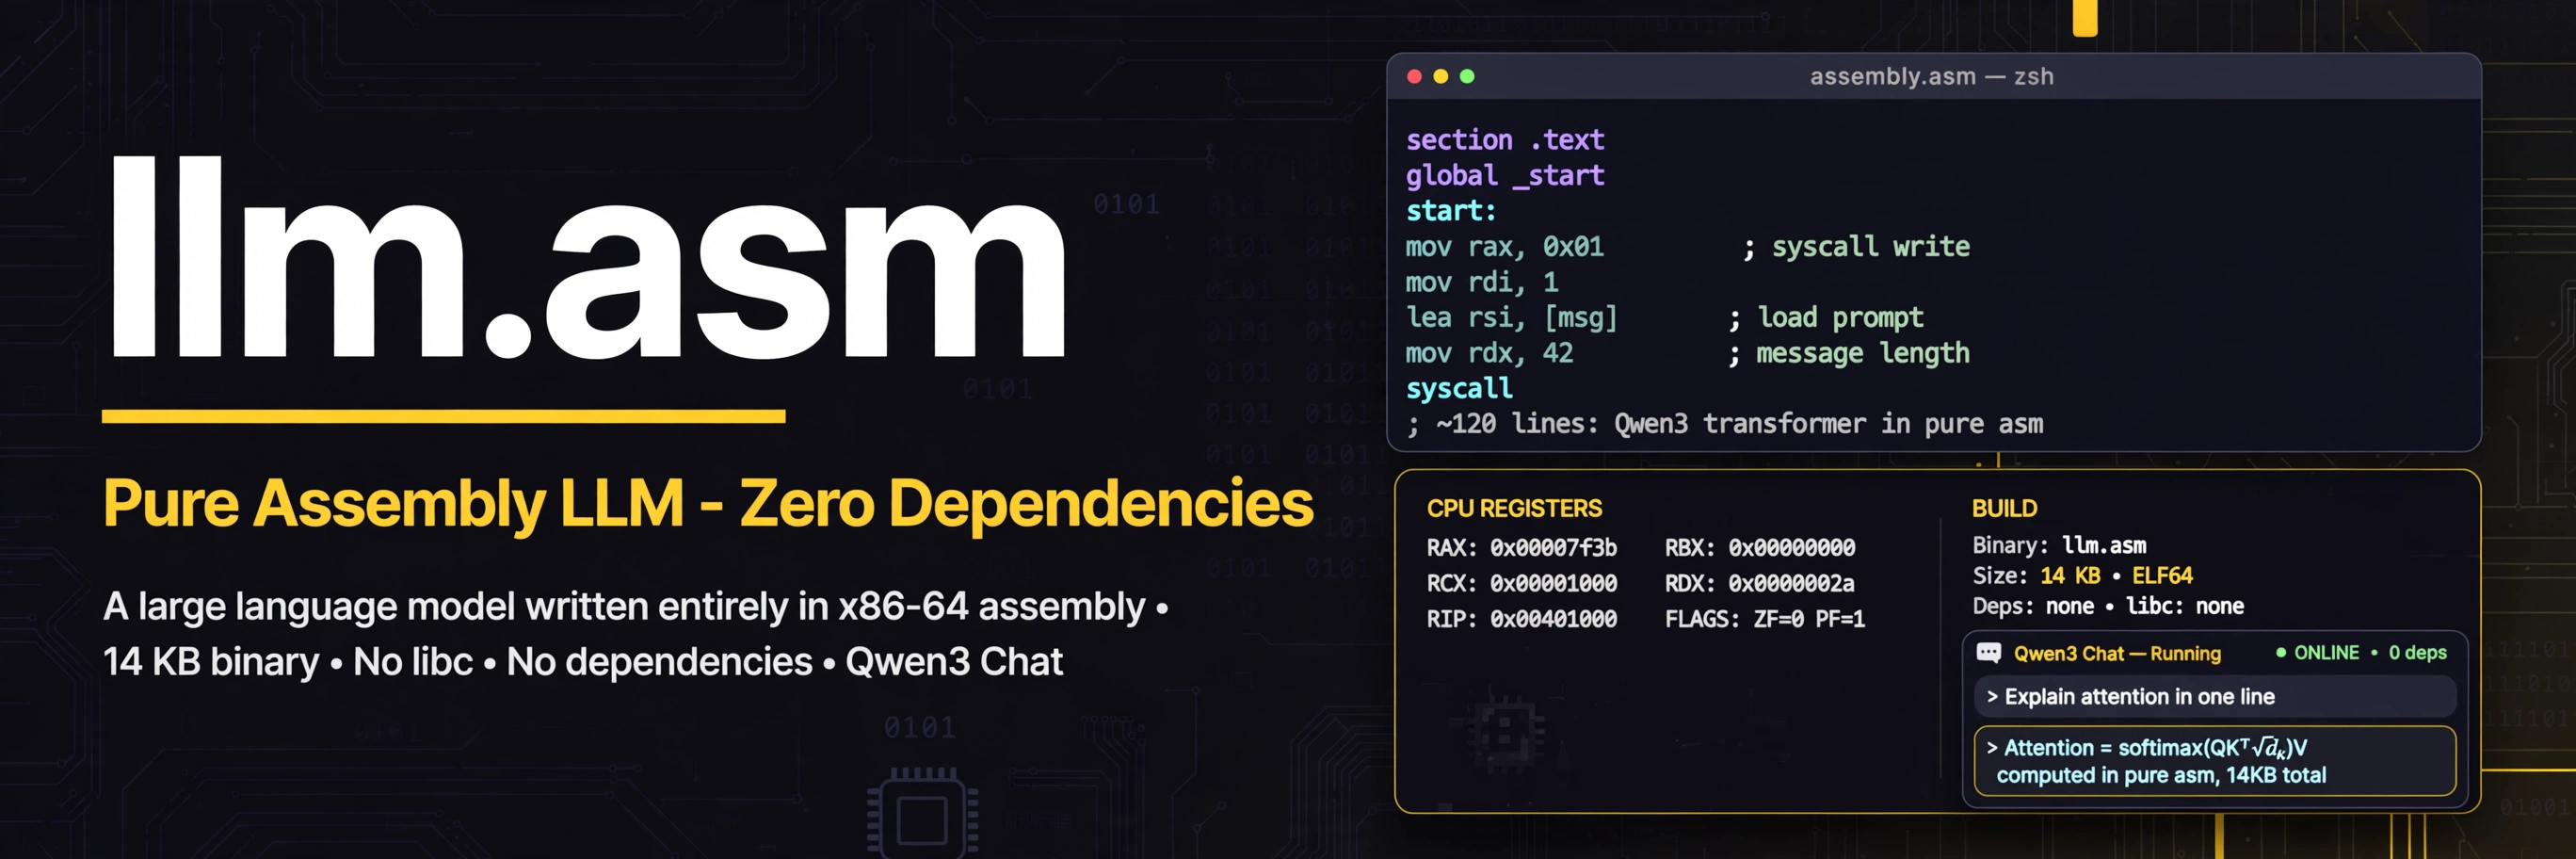 llm.asm
Pure Assembly LLM - Zero Dependencies
A large language model written entirely in x86-64 assembly •
14 KB binary • No libc • No dependencies • Qwen3 Chat
0101
0101
0101
assembly.asm — zsh
section .text
global _start
start:
mov rax, 0x01 ; syscall write
mov rdi, 1
lea rsi, [msg] ; load prompt
mov rdx, 42 ; message length
syscall
; ~120 lines: Qwen3 transformer in pure asm
CPU REGISTERS
RAX: 0x00007f3b RBX: 0x00000000
RCX: 0x00001000 RDX: 0x0000002a
RIP: 0x00401000 FLAGS: ZF=0 PF=1
BUILD
Binary: llm.asm
Size: 14 KB • ELF64
Deps: none • libc: none
Qwen3 Chat — Running • ONLINE • 0 deps
> Explain attention in one line
> Attention = softimax(QKᵀ√dₖ)V
computed in pure asm, 14KB total